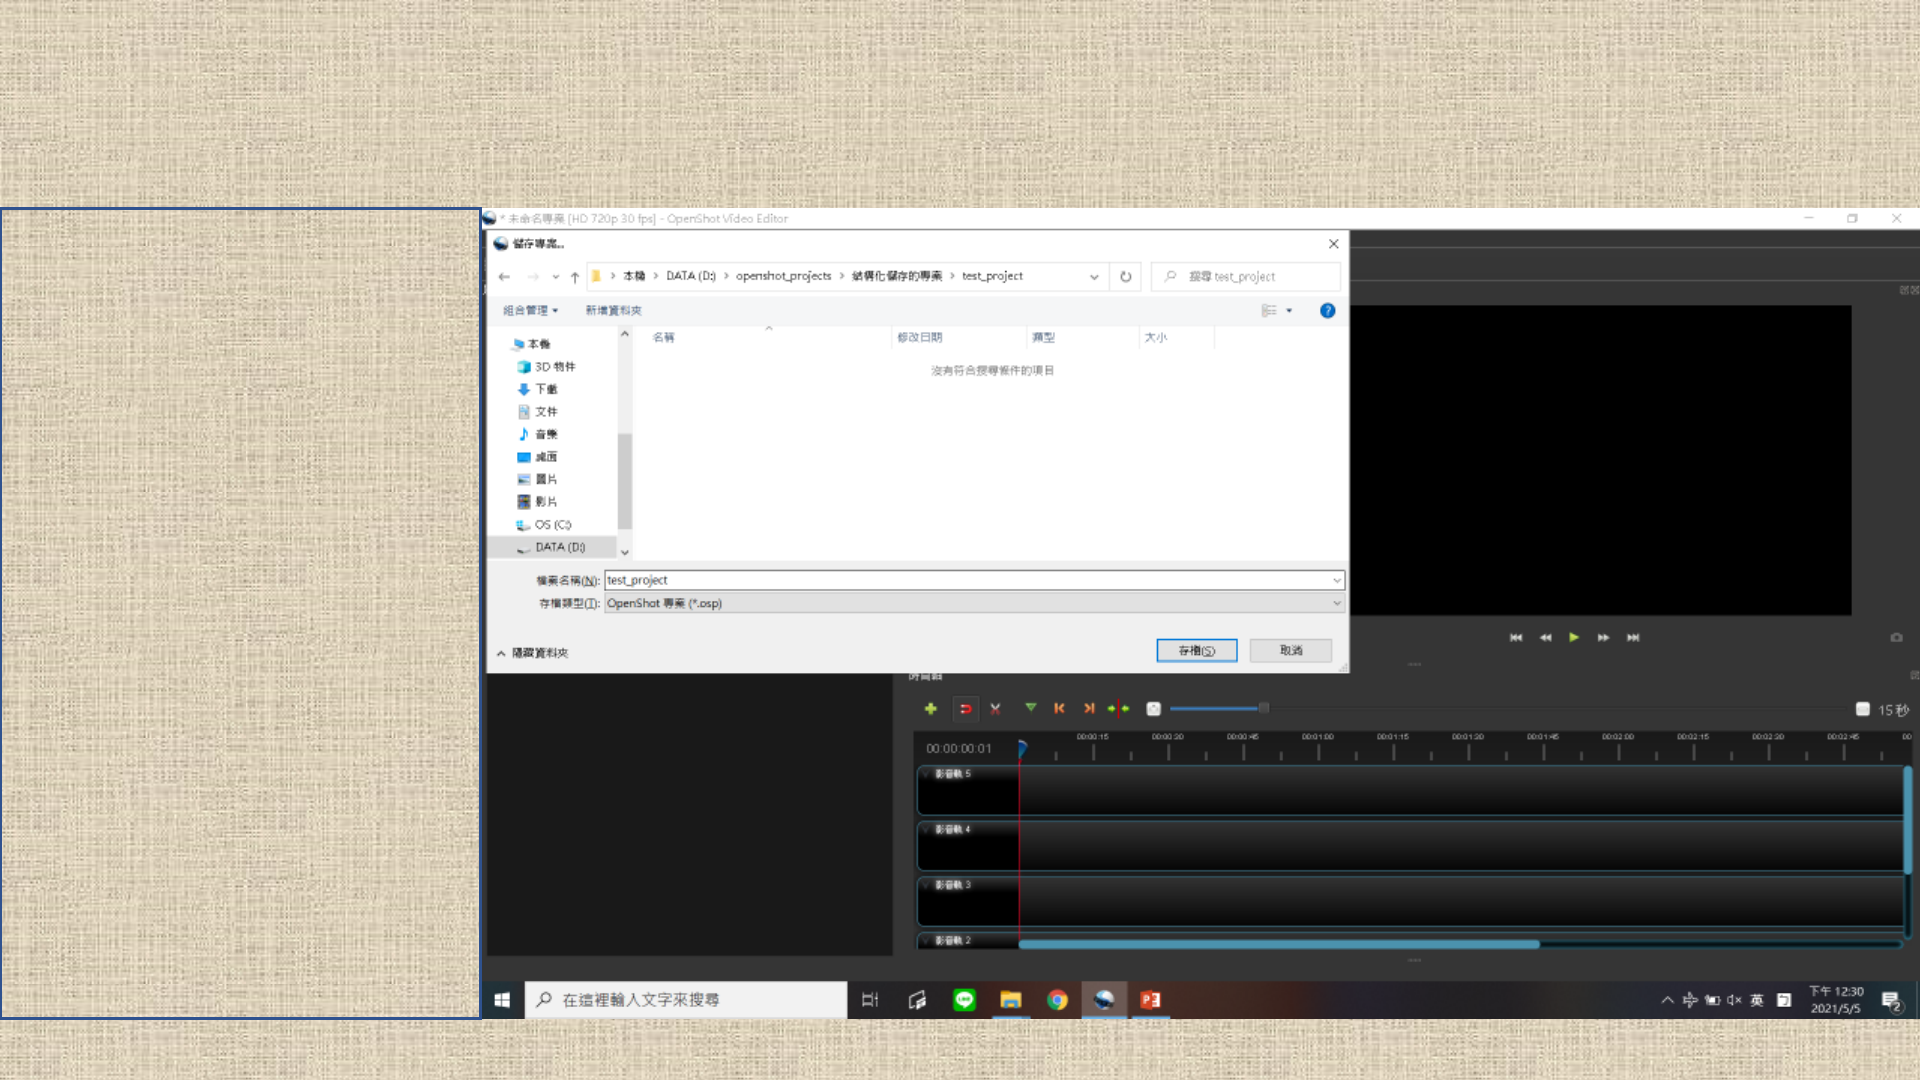 * 未命名專案 [HD 720p 30 fps] - OpenShot Video Editor
儲存專案...
本機 > DATA (D:) > openshot_projects > 結構化儲存的專案 > test_project
搜尋 test_project
組合管理
新增資料夾
名稱
修改日期
類型
大小
沒有符合搜尋條件的項目
本機
3D 物件
下載
文件
音樂
桌面
圖片
影片
OS (C:)
DATA (D:)
檔案名稱(N): test_project
存檔類型(T): OpenShot 專案 (*.osp)
隱藏資料夾
存檔(S)
取消
時間軸
15 秒
00:00:00:01
00:00:15 00:00:30 00:00:45 00:01:00 00:01:15 00:01:30 00:01:45 00:02:00 00:02:15 00:02:30 00:02:45 00
影音軌 5
影音軌 4
影音軌 3
影音軌 2
在這裡輸入文字來搜尋
英
下午 12:30
2021/5/5
2